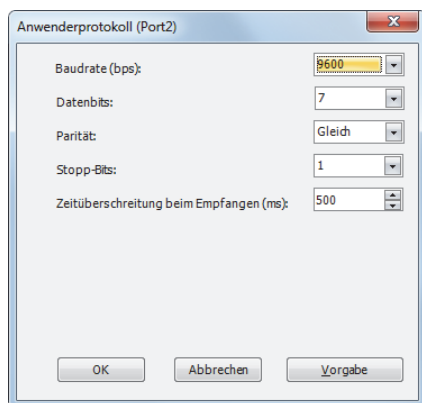 Anwenderprotokoll (Port2)
Baudrate (bps): 9600
Datenbits: 7
Parität: Gleich
Stopp-Bits: 1
Zeitüberschreitung beim Empfangen (ms): 500
OK Abbrechen Vorgabe